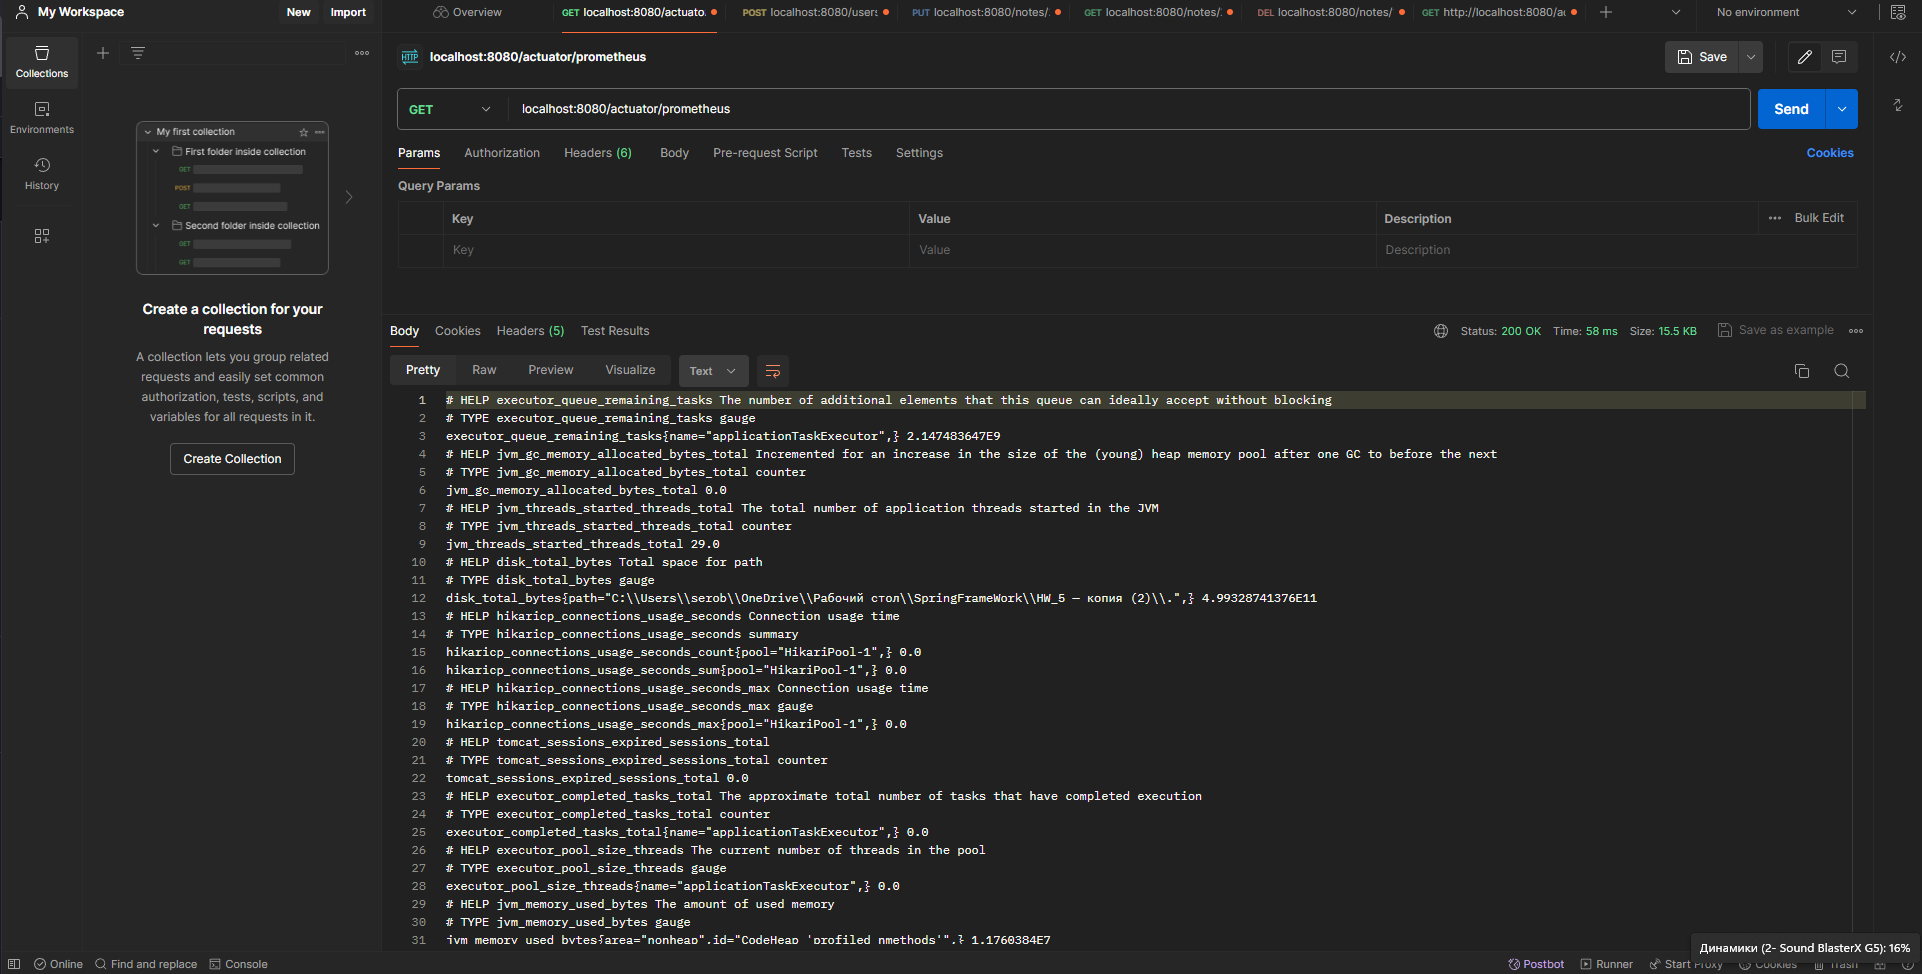 My Workspace
New
Import
Overview
GET localhost:8080/actuato.
POST localhost:8080/users
PUT localhost:8080/notes/
GET localhost:8080/notes/
DEL localhost:8080/notes/
GET http://localhost:8080/a
No environment
Collections
Environments
History
My first collection
First folder inside collection
GET
POST
GET
Second folder inside collection
GET
GET
Create a collection for your
requests
A collection lets you group related
requests and easily set common
authorization, tests, scripts, and
variables for all requests in it.
Create Collection
HTTP localhost:8080/actuator/prometheus
Save
GET
localhost:8080/actuator/prometheus
Send
Params
Authorization
Headers (6)
Body
Pre-request Script
Tests
Settings
Cookies
Query Params
Key
Value
Description
Bulk Edit
Key
Value
Description
Body
Cookies
Headers (5)
Test Results
Status: 200 OK
Time: 58 ms
Size: 15.5 KB
Save as example
Pretty
Raw
Preview
Visualize
Text
1 # HELP executor_queue_remaining_tasks The number of additional elements that this queue can ideally accept without blocking
2 # TYPE executor_queue_remaining_tasks gauge
3 executor_queue_remaining_tasks{name="applicationTaskExecutor",} 2.147483647E9
4 # HELP jvm_gc_memory_allocated_bytes_total Incremented for an increase in the size of the (young) heap memory pool after one GC to before the next
5 # TYPE jvm_gc_memory_allocated_bytes_total counter
6 jvm_gc_memory_allocated_bytes_total 0.0
7 # HELP jvm_threads_started_threads_total The total number of application threads started in the JVM
8 # TYPE jvm_threads_started_threads_total counter
9 jvm_threads_started_threads_total 29.0
10 # HELP disk_total_bytes Total space for path
11 # TYPE disk_total_bytes gauge
12 disk_total_bytes{path="C:\\Users\\serob\\OneDrive\\Рабочий стол\\SpringFrameWork\\HW_5 — копия (2)\\.",} 4.99328741376E11
13 # HELP hikaricp_connections_usage_seconds Connection usage time
14 # TYPE hikaricp_connections_usage_seconds summary
15 hikaricp_connections_usage_seconds_count{pool="HikariPool-1",} 0.0
16 hikaricp_connections_usage_seconds_sum{pool="HikariPool-1",} 0.0
17 # HELP hikaricp_connections_usage_seconds_max Connection usage time
18 # TYPE hikaricp_connections_usage_seconds_max gauge
19 hikaricp_connections_usage_seconds_max{pool="HikariPool-1",} 0.0
20 # HELP tomcat_sessions_expired_sessions_total
21 # TYPE tomcat_sessions_expired_sessions_total counter
22 tomcat_sessions_expired_sessions_total 0.0
23 # HELP executor_completed_tasks_total The approximate total number of tasks that have completed execution
24 # TYPE executor_completed_tasks_total counter
25 executor_completed_tasks_total{name="applicationTaskExecutor",} 0.0
26 # HELP executor_pool_size_threads The current number of threads in the pool
27 # TYPE executor_pool_size_threads gauge
28 executor_pool_size_threads{name="applicationTaskExecutor",} 0.0
29 # HELP jvm_memory_used_bytes The amount of used memory
30 # TYPE jvm_memory_used_bytes gauge
31 jvm_memory_used_bytes{area="nonheap",id="CodeHeap 'profiled nmethods'",} 1.1760384E7
Динамики (2- Sound BlasterX G5): 16%
Online
Find and replace
Console
Postbot
Runner
Start Proxy
Cookies
Trash